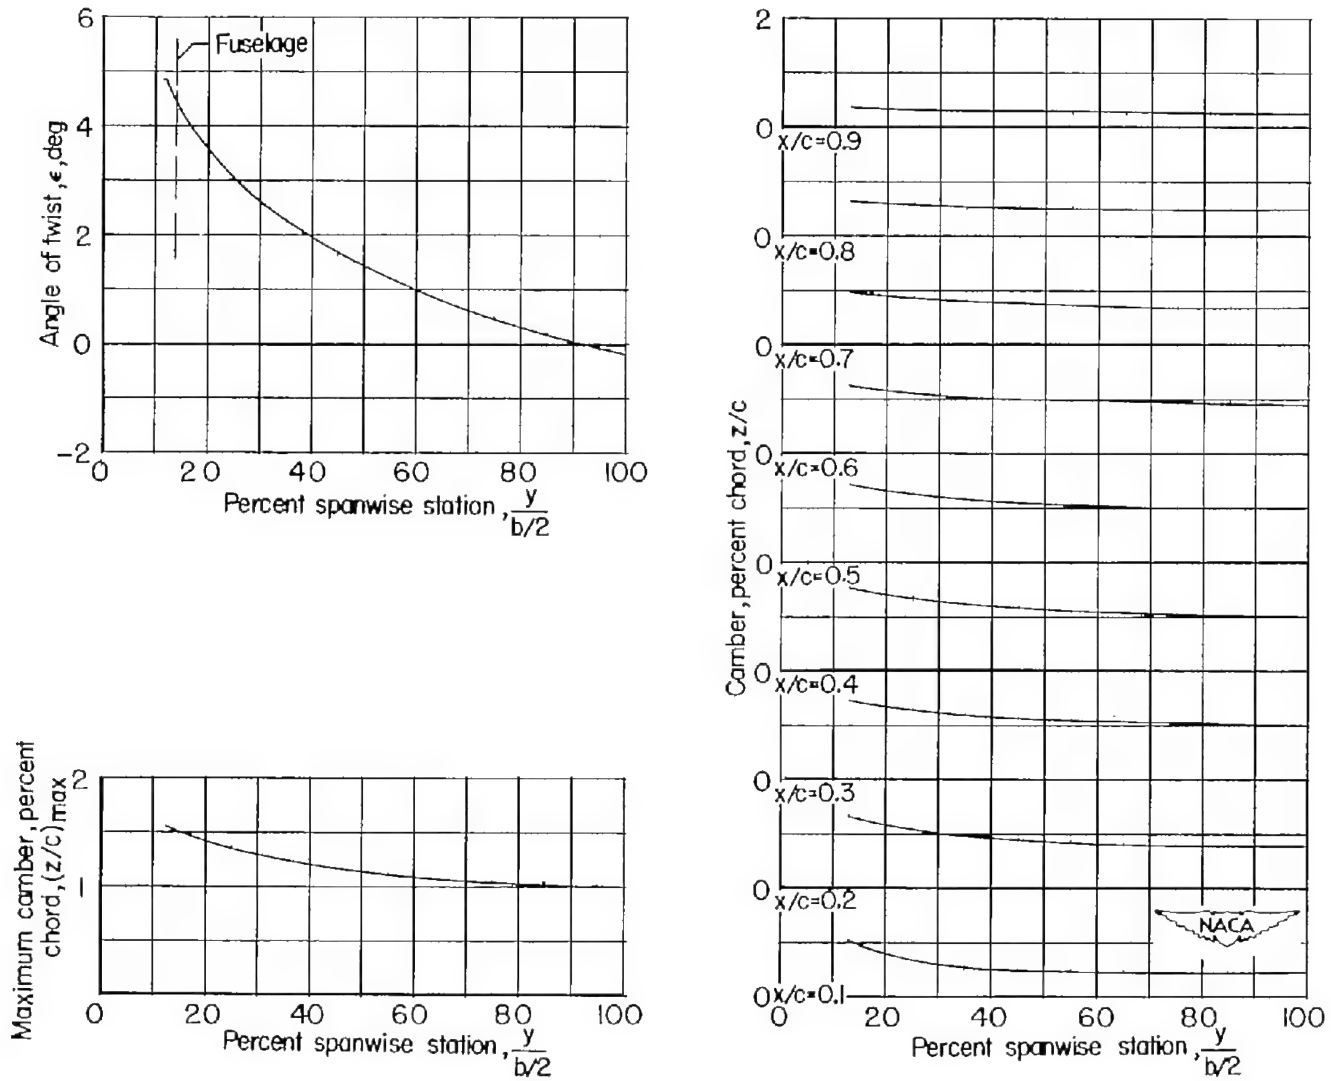 6
4
2
0
-2
Fuselage
Angle of twist, ϵ, deg
0 20 40 60 80 100
Percent spanwise station, y
b/2
2
1
Maximum camber, percent
chord, (z/c)max
0 20 40 60 80 100
Percent spanwise station, y
b/2
2
0
x/c=0.9
0
x/c=0.8
0
x/c=0.7
0
x/c=0.6
0
x/c=0.5
0
x/c=0.4
0
x/c=0.3
0
x/c=0.2
0
x/c=0.1
Camber, percent chord, z/c
NACA
0 20 40 60 80 100
Percent spanwise station, y
b/2